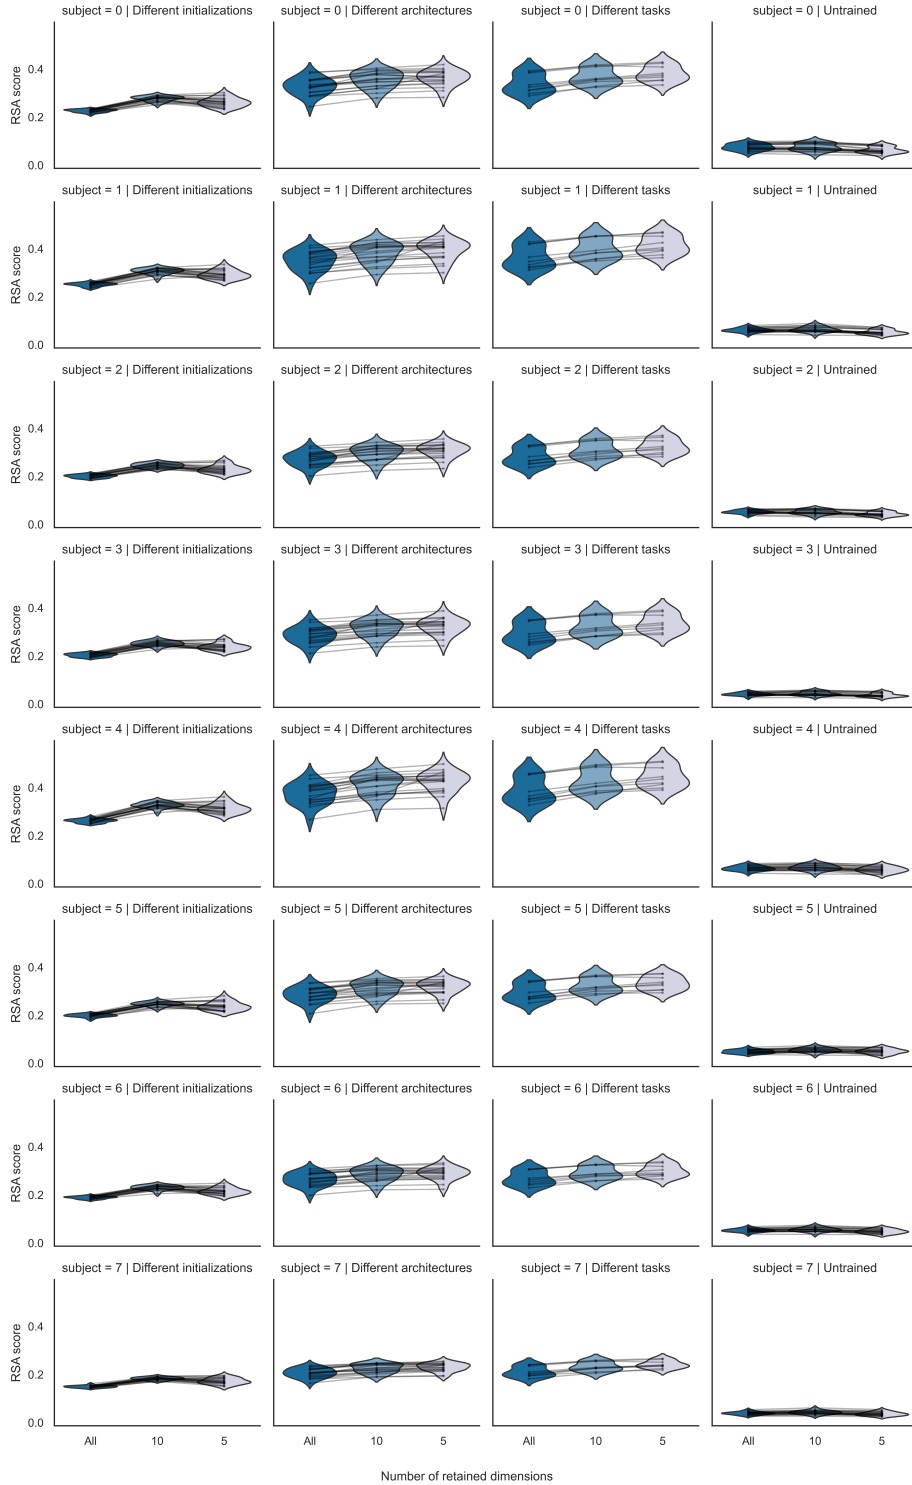 subject = 0 | Different initializations subject = 0 | Different architectures subject = 0 | Different tasks subject = 0 | Untrained
RSA score
0.4
0.2
0.0
subject = 1 | Different initializations subject = 1 | Different architectures subject = 1 | Different tasks subject = 1 | Untrained
RSA score
0.4
0.2
0.0
subject = 2 | Different initializations subject = 2 | Different architectures subject = 2 | Different tasks subject = 2 | Untrained
RSA score
0.4
0.2
0.0
subject = 3 | Different initializations subject = 3 | Different architectures subject = 3 | Different tasks subject = 3 | Untrained
RSA score
0.4
0.2
0.0
subject = 4 | Different initializations subject = 4 | Different architectures subject = 4 | Different tasks subject = 4 | Untrained
RSA score
0.4
0.2
0.0
subject = 5 | Different initializations subject = 5 | Different architectures subject = 5 | Different tasks subject = 5 | Untrained
RSA score
0.4
0.2
0.0
subject = 6 | Different initializations subject = 6 | Different architectures subject = 6 | Different tasks subject = 6 | Untrained
RSA score
0.4
0.2
0.0
subject = 7 | Different initializations subject = 7 | Different architectures subject = 7 | Different tasks subject = 7 | Untrained
RSA score
0.4
0.2
0.0
All 10 5 All 10 5 All 10 5 All 10 5
Number of retained dimensions